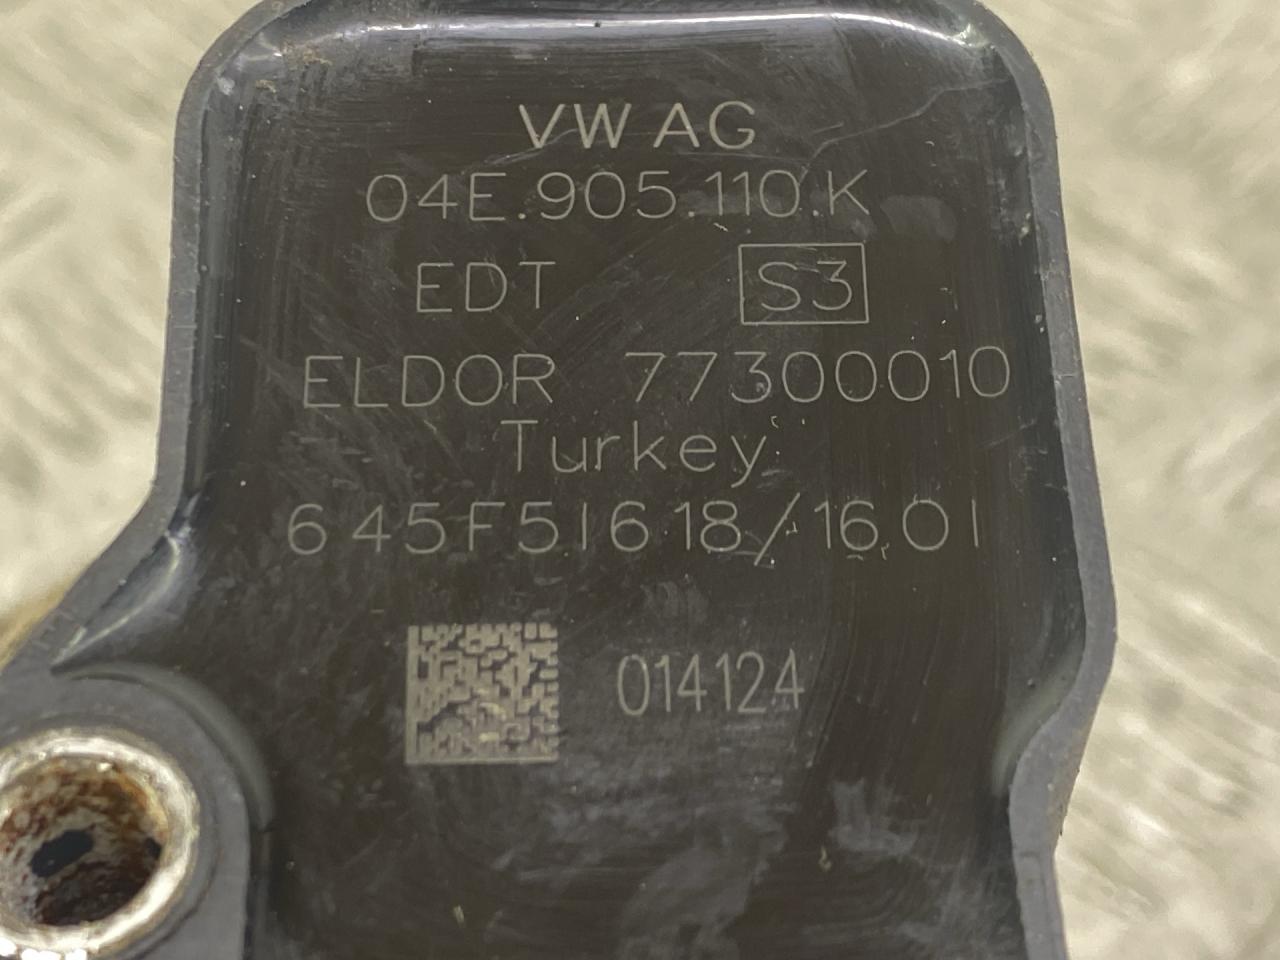 VW AG
04E.905.110.K
EDT S3
ELDOR 77300010
Turkey
645F51618/16.01
014124